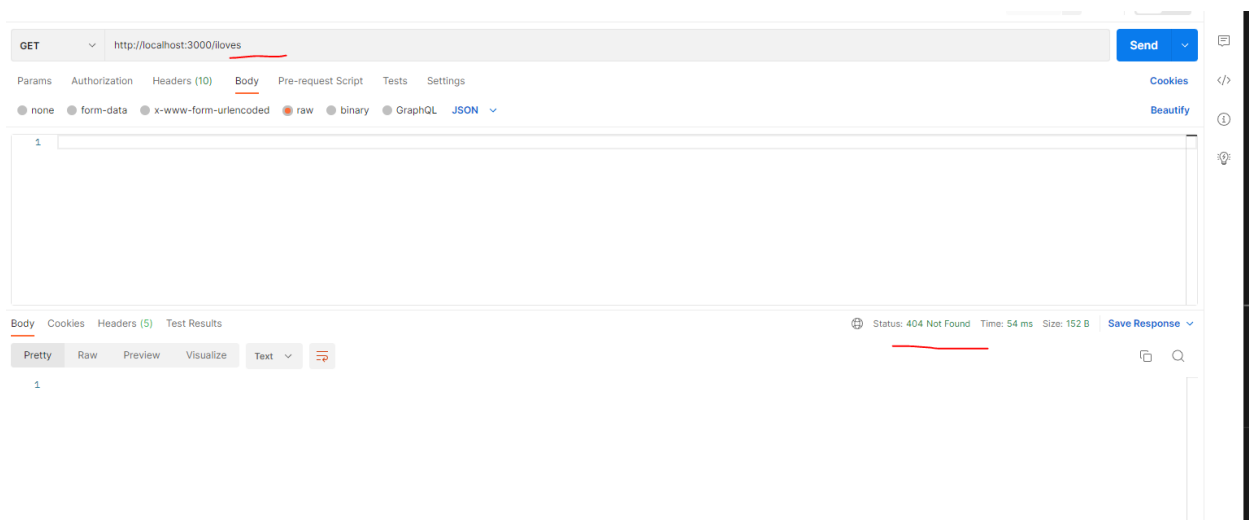 GET http://localhost:3000/iloves Send
Params Authorization Headers (10) Body Pre-request Script Tests Settings Cookies
none form-data x-www-form-urlencoded raw binary GraphQL JSON Beautify
1
Body Cookies Headers (5) Test Results Status: 404 Not Found Time: 54 ms Size: 152 B Save Response
Pretty Raw Preview Visualize Text
1